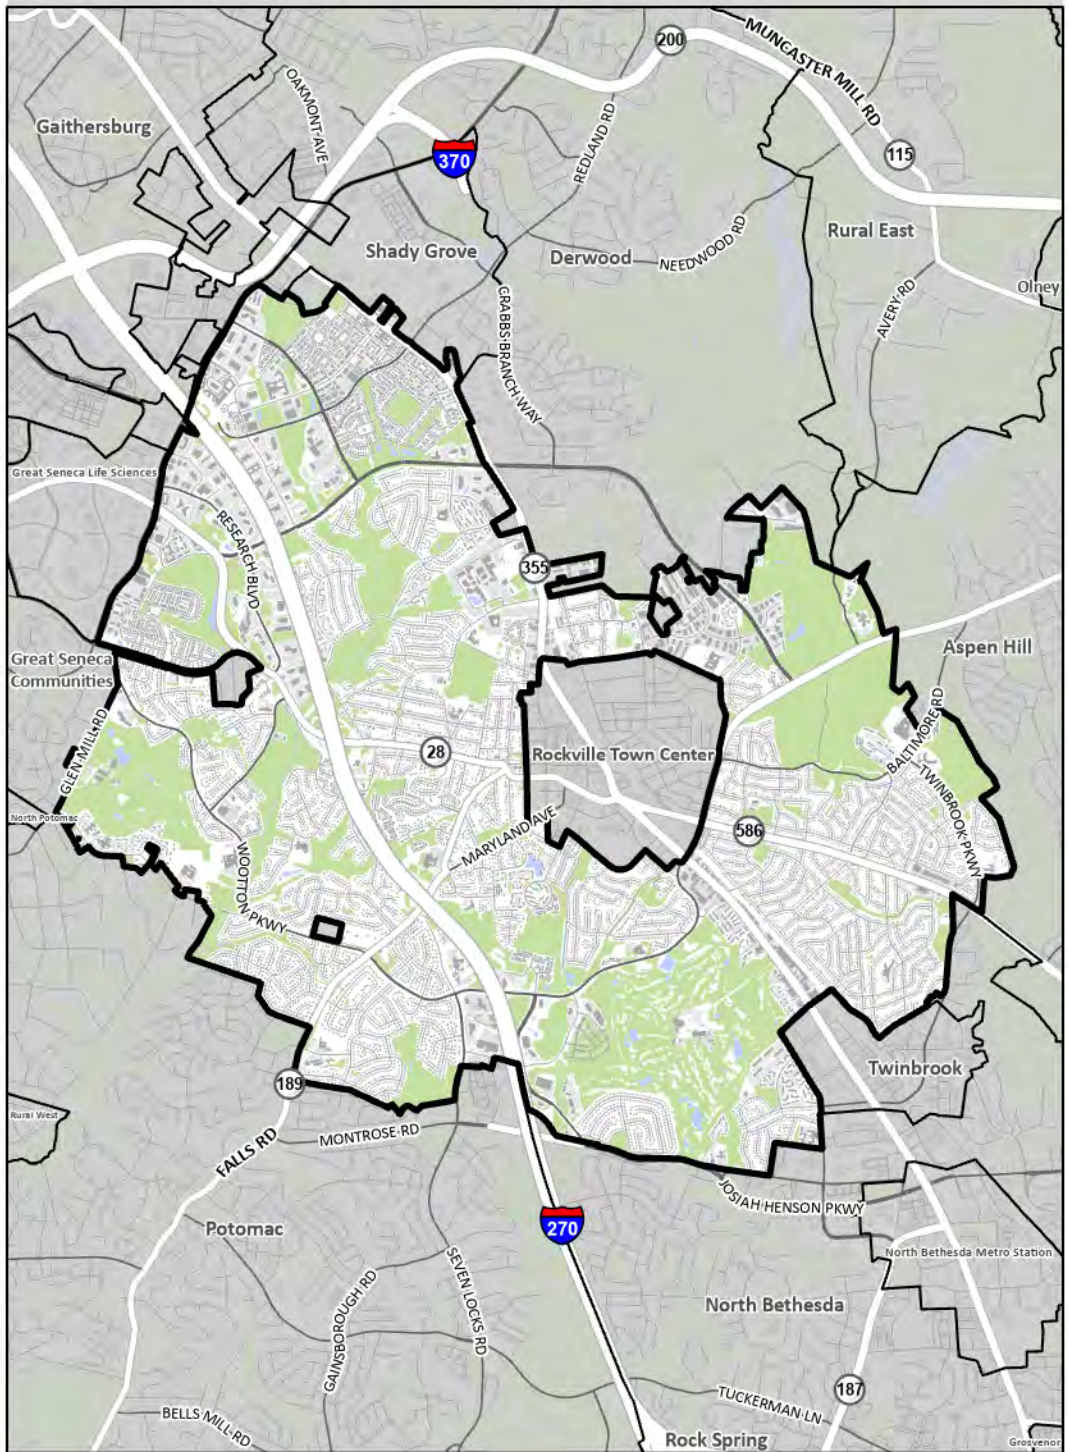 200
MUNCASTER MILL RD
Gaithersburg
OAKMONT AVE
370
REDLAND RD
115
Shady Grove
Derwood
NEEDWOOD RD
Rural East
AVERY RD
Olney
CRABBS BRANCH WAY
Great Seneca Life Sciences
RESEARCH BLVD
355
Great Seneca
Communities
Aspen Hill
GLEN MILL RD
28
Rockville Town Center
BALTIMORE RD
TWINBROOK PKWY
North Potomac
MARYLAND AVE
586
WOOTTON PKWY
Twinbrook
189
Rural West
FALLS RD
MONTROSE RD
JOSIAH HENSON PKWY
Potomac
270
North Bethesda Metro Station
SEVEN LOCKS RD
GAINSBOROUGH RD
North Bethesda
187
TUCKERMAN LN
BELLS MILL RD
Rock Spring
Grosvenor